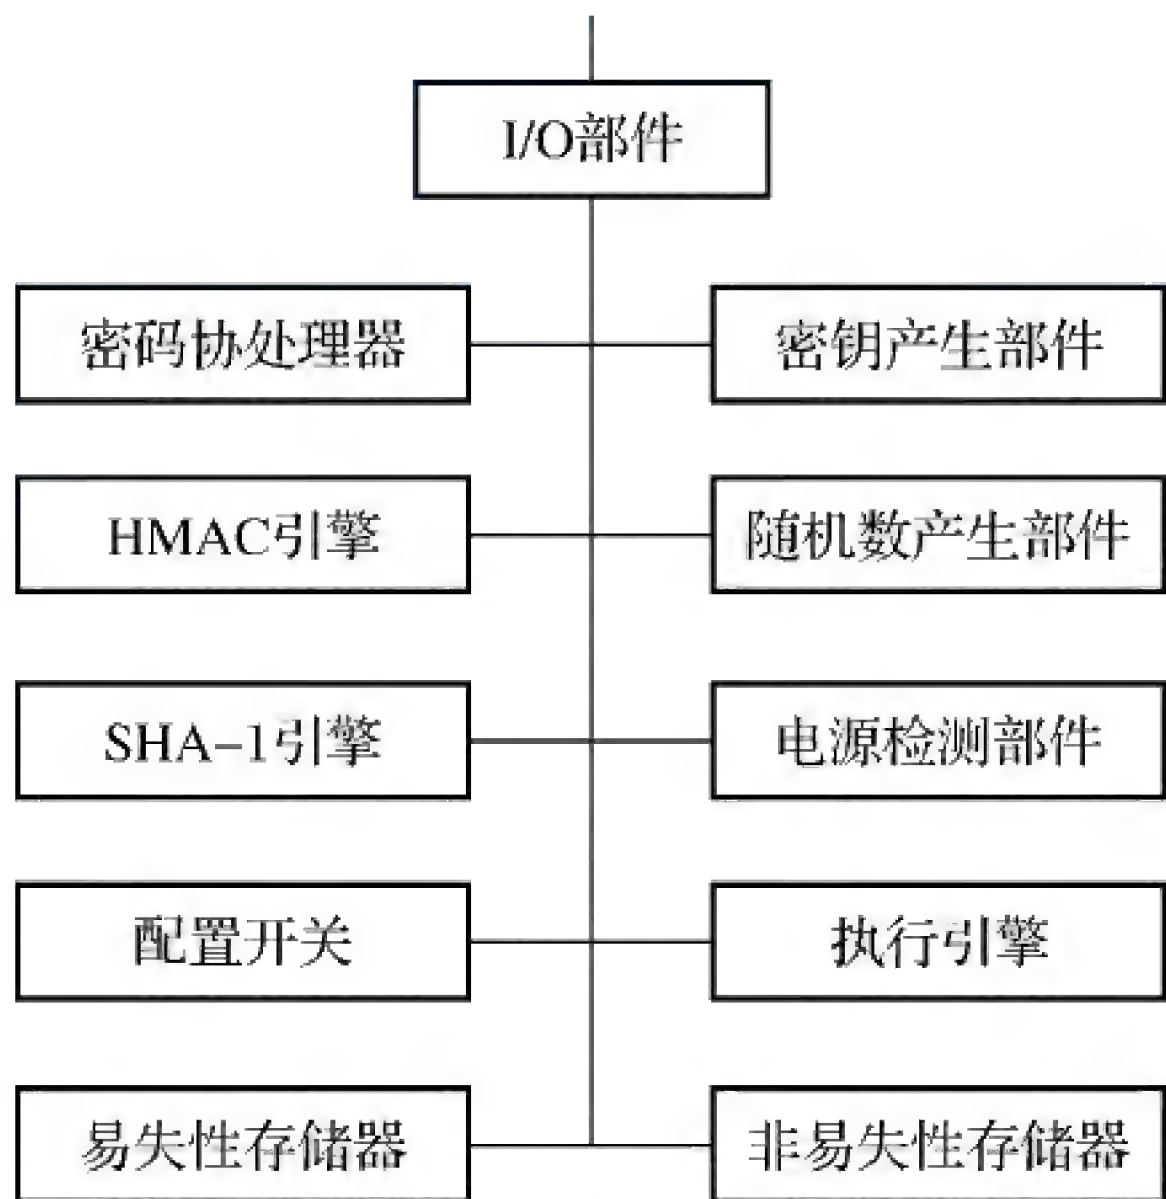 I/O部件
密码协处理器
密钥产生部件
HMAC引擎
随机数产生部件
SHA-1引擎
电源检测部件
配置开关
执行引擎
易失性存储器
非易失性存储器